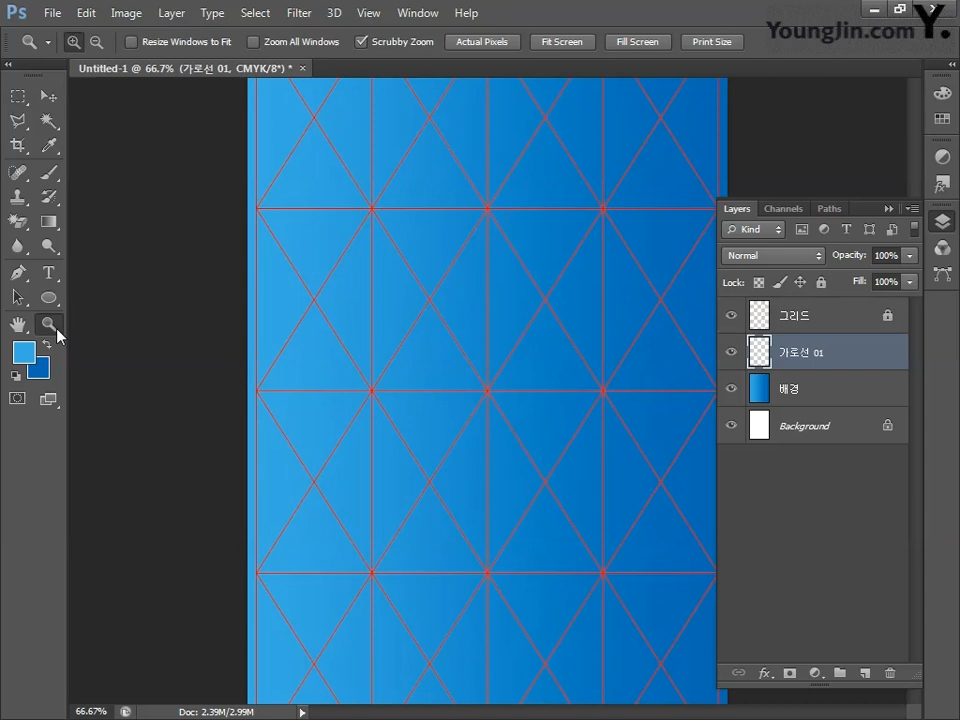 Ps File Edit Image Layer Type Select Filter 3D View Window Help
YoungJin.com Y.
Resize Windows to Fit Zoom All Windows Scrubby Zoom Actual Pixels Fit Screen Fill Screen Print Size
Untitled-1 @ 66.7% (가로선 01, CMYK/8*) * ×
Layers Channels Paths
Kind
Normal Opacity: 100%
Lock: Fill: 100%
그리드
가로선 01
배경
Background
66.67% Doc: 2.39M/2.99M